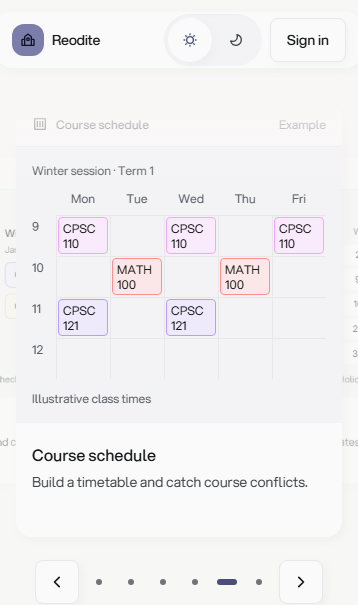 Reodite
Sign in
Course schedule
Example
Winter session · Term 1
Mon Tue Wed Thu Fri
9
CPSC 110
CPSC 110
CPSC 110
10
MATH 100
MATH 100
11
CPSC 121
CPSC 121
12
Illustrative class times
Course schedule
Build a timetable and catch course conflicts.